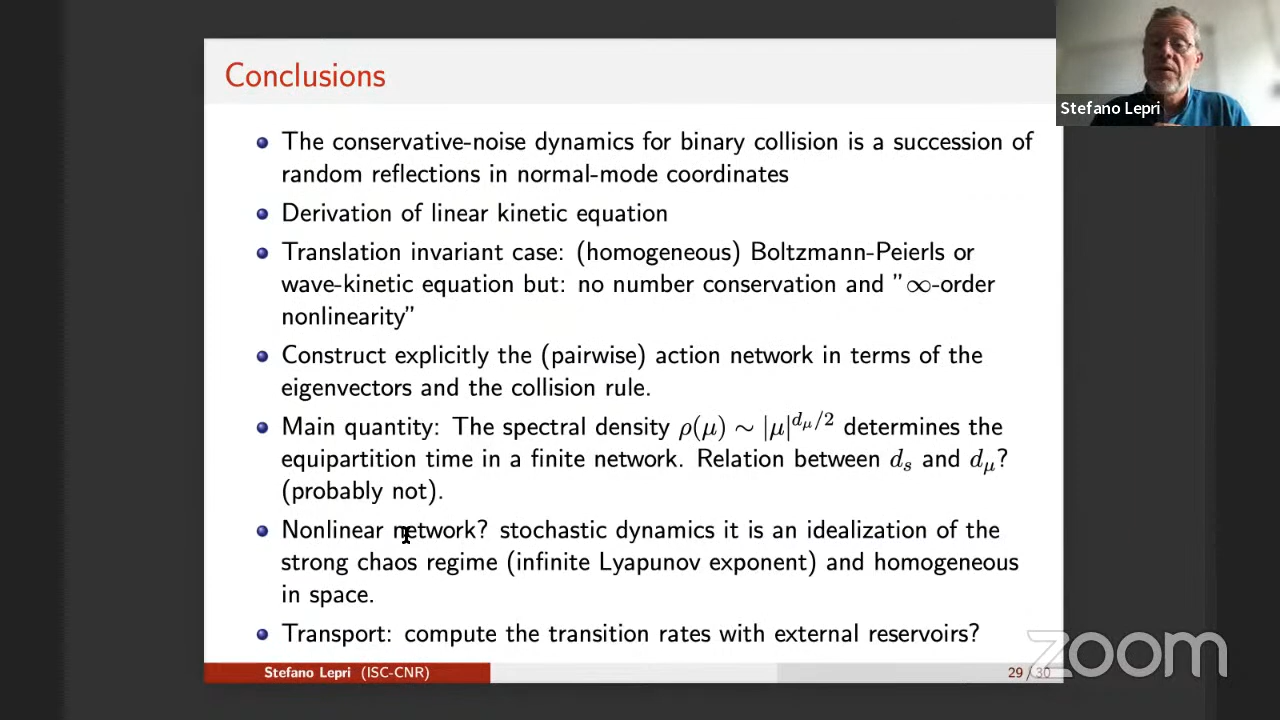 Conclusions
Stefano Lepri
The conservative-noise dynamics for binary collision is a succession of
random reflections in normal-mode coordinates
Derivation of linear kinetic equation
Translation invariant case: (homogeneous) Boltzmann-Peierls or
wave-kinetic equation but: no number conservation and "∞-order
nonlinearity"
Construct explicitly the (pairwise) action network in terms of the
eigenvectors and the collision rule.
Main quantity: The spectral density ρ(μ) ∼ |μ|^{d_μ/2} determines the
equipartition time in a finite network. Relation between d_s and d_μ?
(probably not).
Nonlinear network? stochastic dynamics it is an idealization of the
strong chaos regime (infinite Lyapunov exponent) and homogeneous
in space.
Transport: compute the transition rates with external reservoirs?
Stefano Lepri (ISC-CNR)
29 / 30
zoom